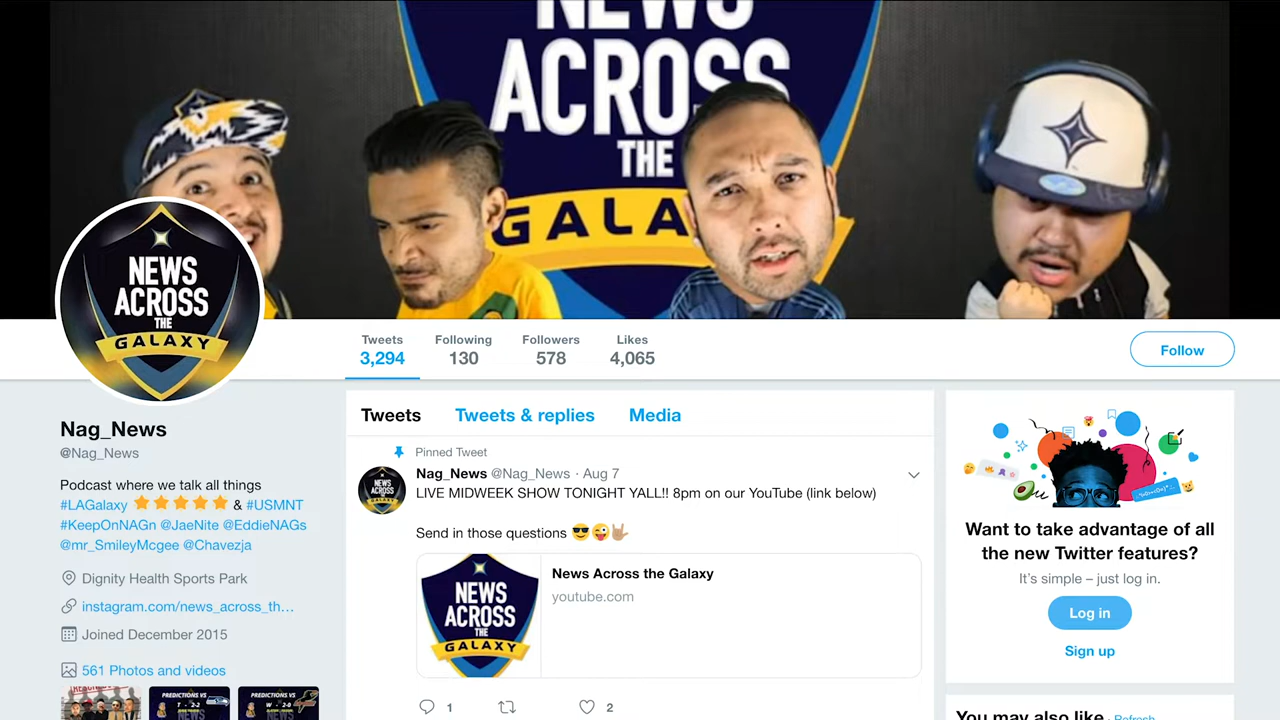 NEWS
ACROSS
THE
GALA
NEWS
ACROSS
THE
GALAXY
Tweets
3,294
Following
130
Followers
578
Likes
4,065
Follow
Nag_News
@Nag_News
Podcast where we talk all things
#LAGalaxy ⭐⭐⭐⭐⭐ & #USMNT
#KeepOnNAGn @JaeNite @EddieNAGs
@mr_SmileyMcgee @Chavezja
Dignity Health Sports Park
instagram.com/news_across_th…
Joined December 2015
561 Photos and videos
PREDICTIONS VS
PREDICTIONS VS
Tweets
Tweets & replies
Media
Pinned Tweet
Nag_News @Nag_News · Aug 7
LIVE MIDWEEK SHOW TONIGHT YALL!! 8pm on our YouTube (link below)
Send in those questions 😎😜🤟🏽
NEWS
ACROSS
THE
GALAXY
News Across the Galaxy
youtube.com
1
2
Want to take advantage of all
the new Twitter features?
It's simple – just log in.
Log in
Sign up
You may also like · Refresh